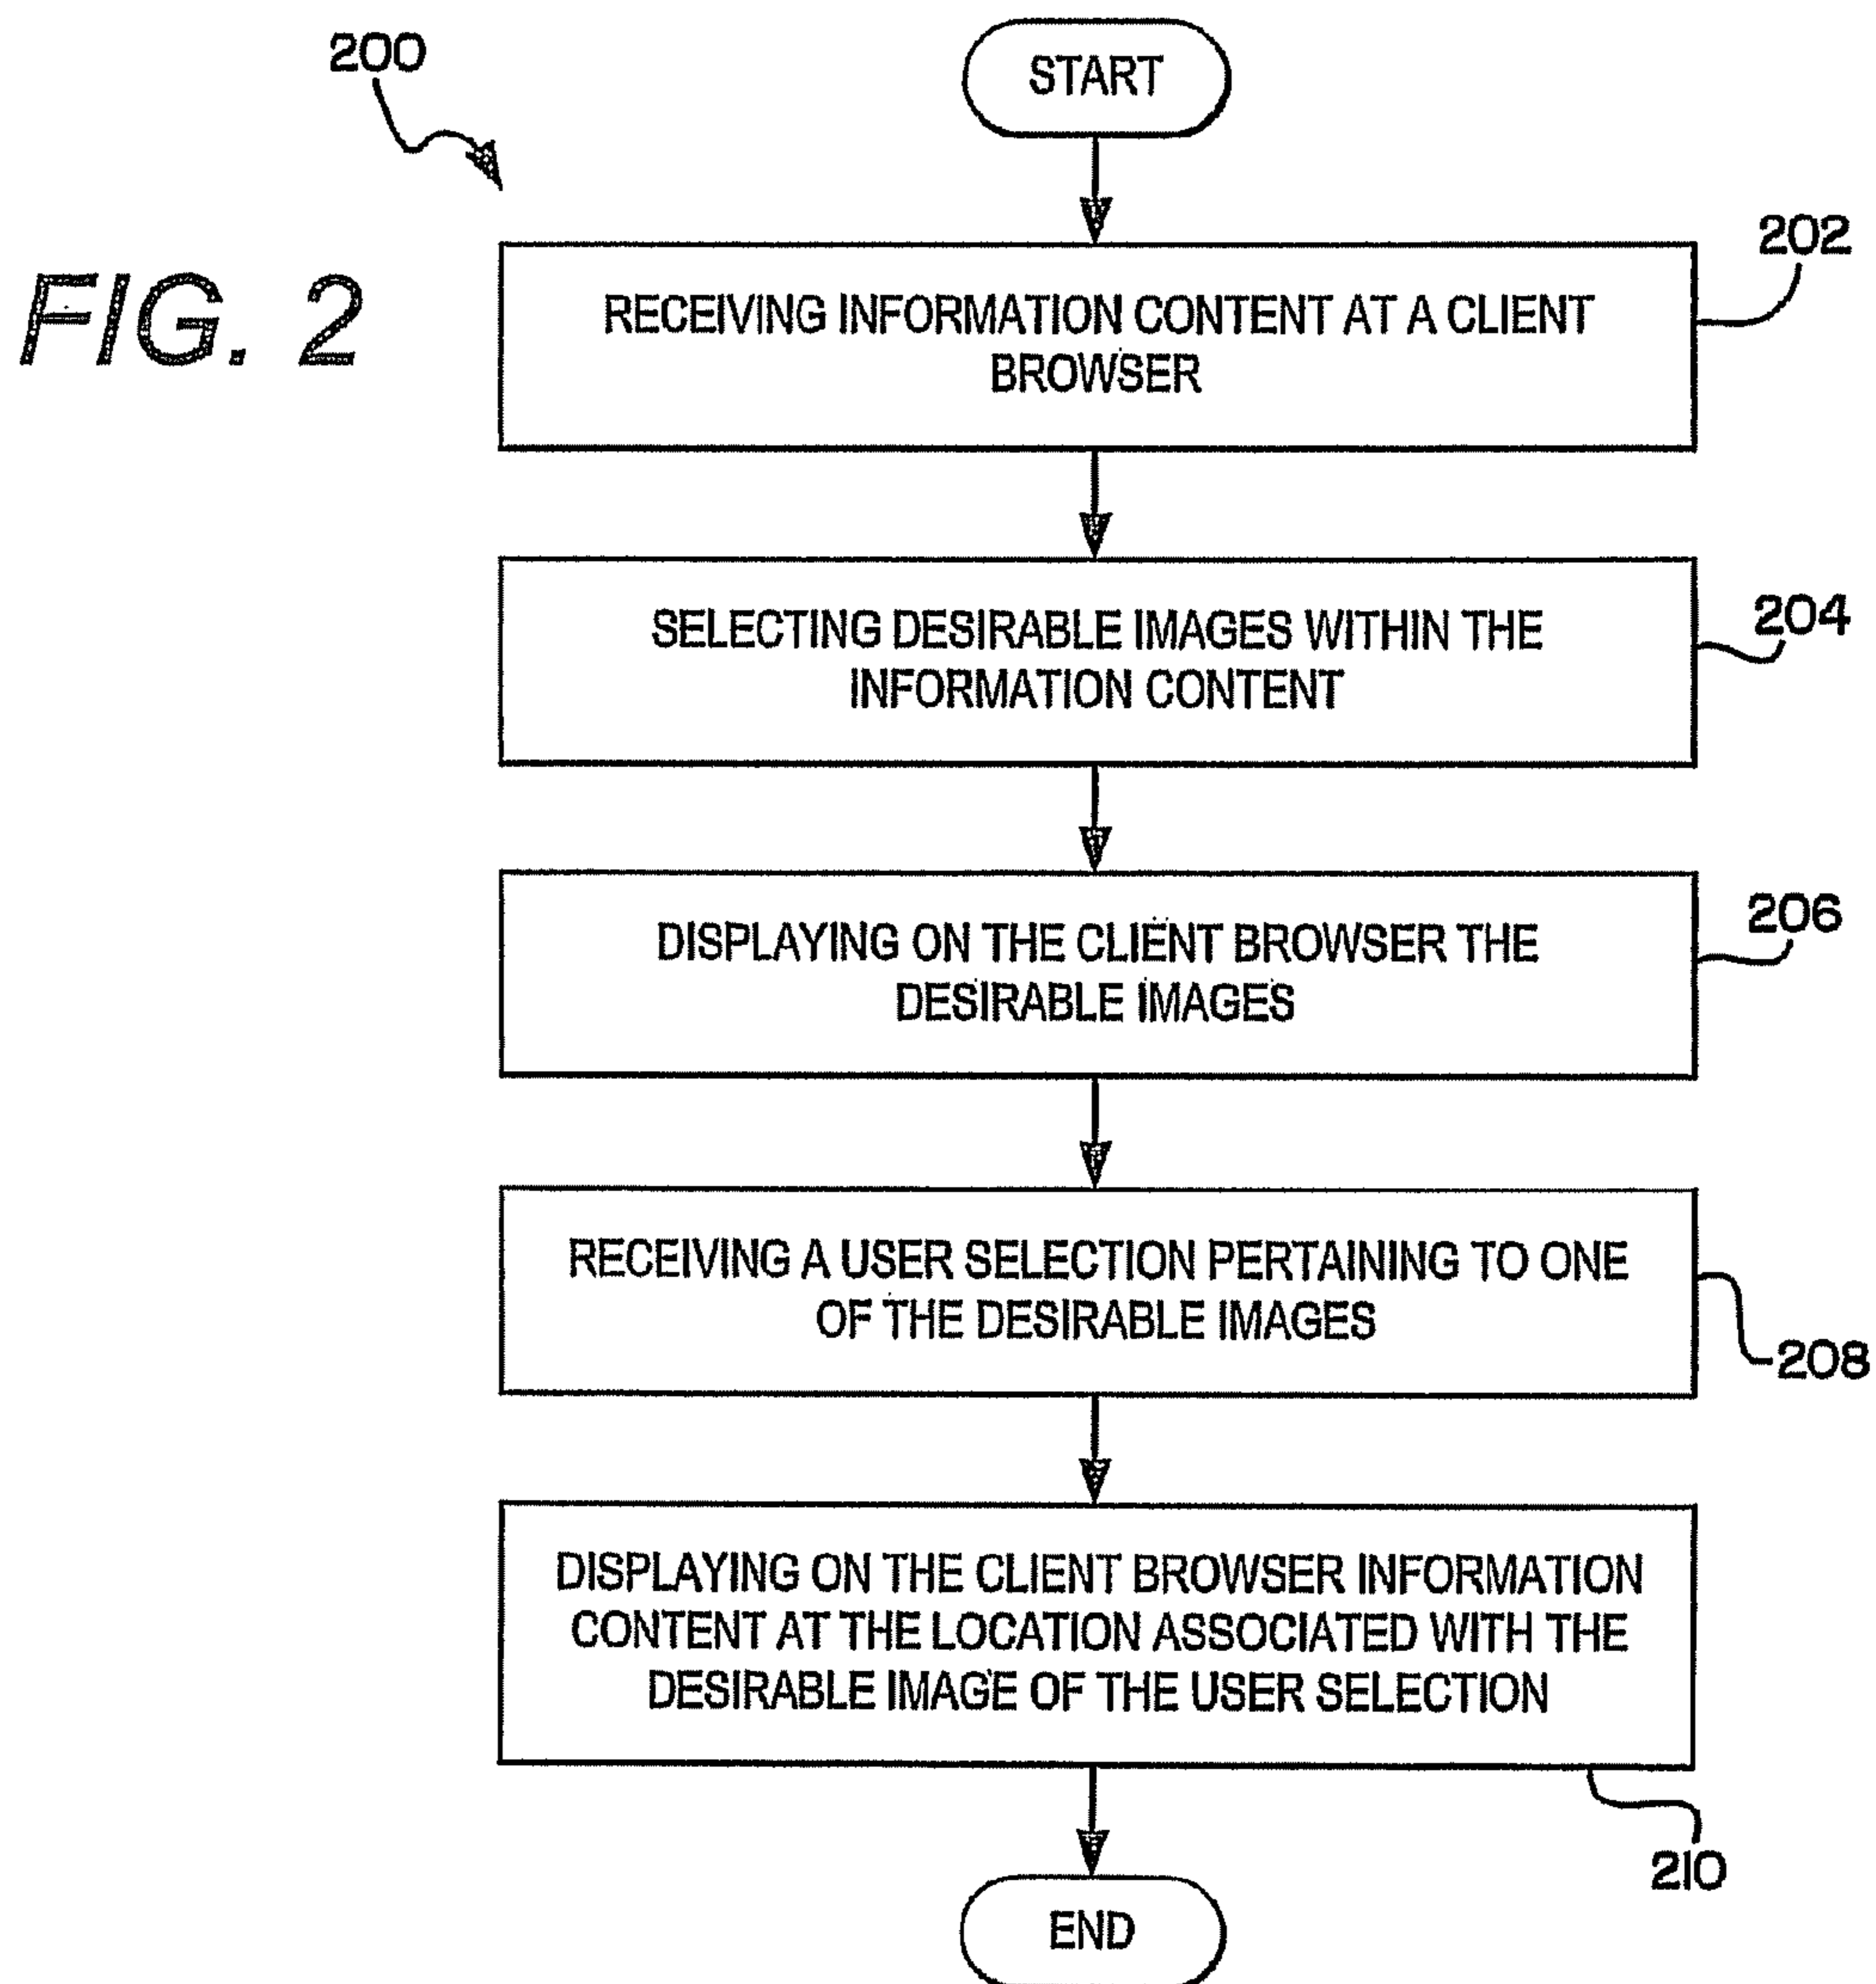 200
START
FIG. 2
202
RECEIVING INFORMATION CONTENT AT A CLIENT
BROWSER
204
SELECTING DESIRABLE IMAGES WITHIN THE
INFORMATION CONTENT
206
DISPLAYING ON THE CLIENT BROWSER THE
DESIRABLE IMAGES
RECEIVING A USER SELECTION PERTAINING TO ONE
OF THE DESIRABLE IMAGES
208
DISPLAYING ON THE CLIENT BROWSER INFORMATION
CONTENT AT THE LOCATION ASSOCIATED WITH THE
DESIRABLE IMAGE OF THE USER SELECTION
210
END